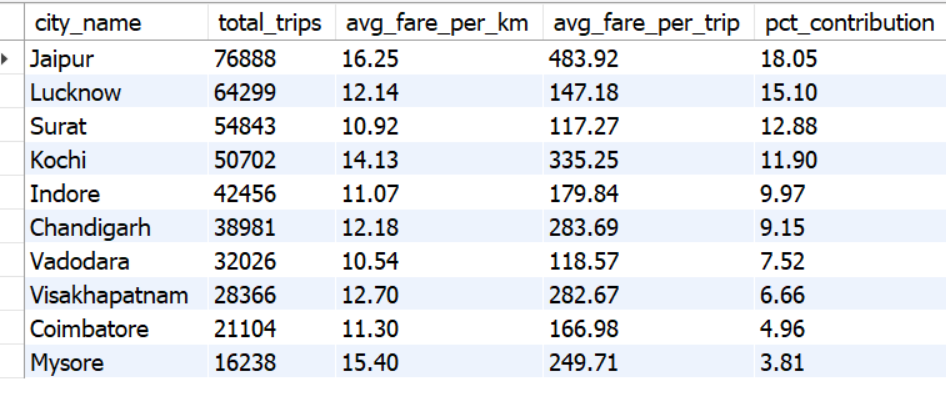 city_name total_trips avg_fare_per_km avg_fare_per_trip pct_contribution
Jaipur 76888 16.25 483.92 18.05
Lucknow 64299 12.14 147.18 15.10
Surat 54843 10.92 117.27 12.88
Kochi 50702 14.13 335.25 11.90
Indore 42456 11.07 179.84 9.97
Chandigarh 38981 12.18 283.69 9.15
Vadodara 32026 10.54 118.57 7.52
Visakhapatnam 28366 12.70 282.67 6.66
Coimbatore 21104 11.30 166.98 4.96
Mysore 16238 15.40 249.71 3.81